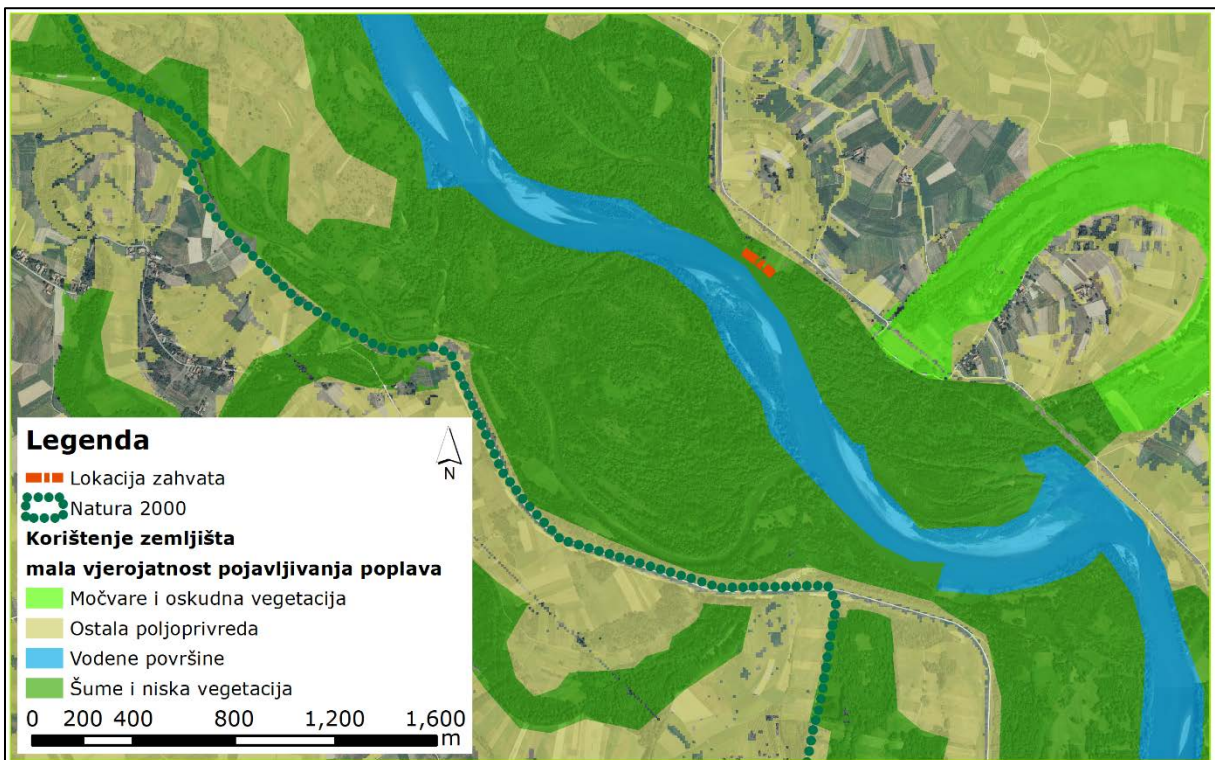 Legenda
N
Lokacija zahvata
Natura 2000
Korištenje zemljišta
mala vjerojatnost pojavljivanja poplava
Močvare i oskudna vegetacija
Ostala poljoprivreda
Vodene površine
Šume i niska vegetacija
0 200 400 800 1,200 1,600
m